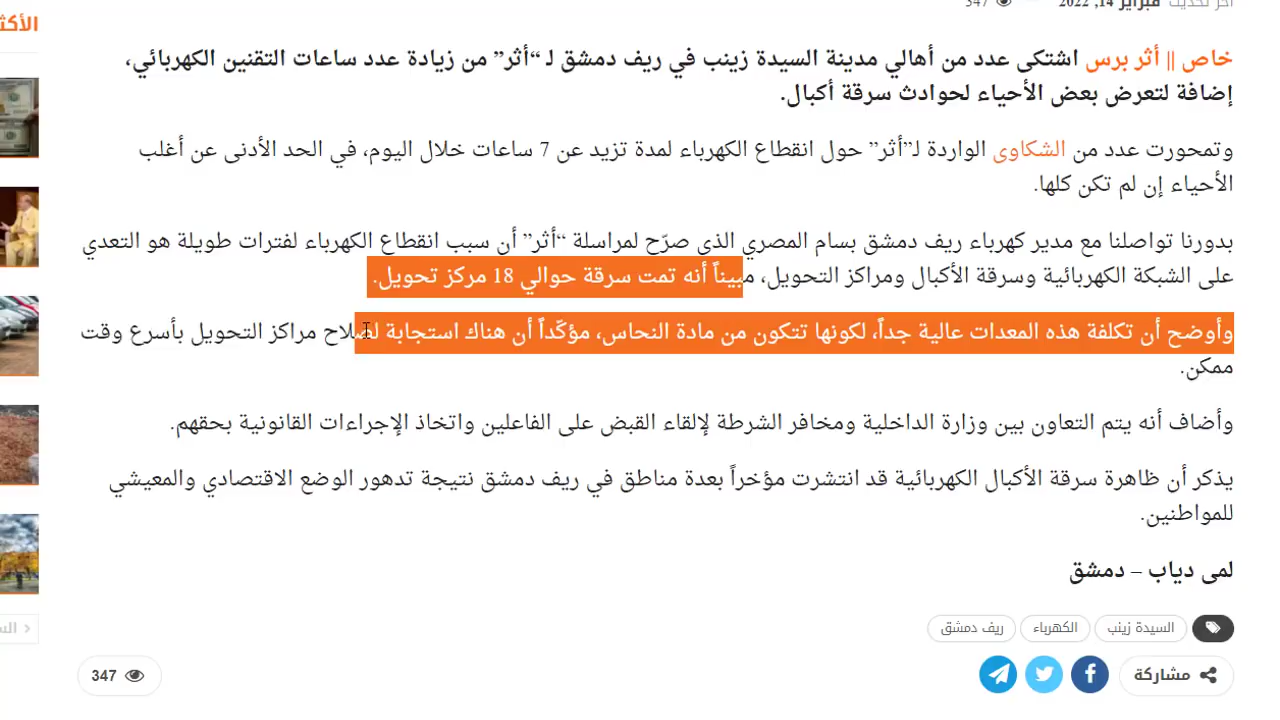 آخر تحديث فبراير 14, 2022 347
الأكث
خاص || أثر برس اشتكى عدد من أهالي مدينة السيدة زينب في ريف دمشق لـ “أثر” من زيادة عدد ساعات التقنين الكهربائي،
إضافة لتعرض بعض الأحياء لحوادث سرقة أكبال.
وتمحورت عدد من الشكاوى الواردة لـ”أثر” حول انقطاع الكهرباء لمدة تزيد عن 7 ساعات خلال اليوم، في الحد الأدنى عن أغلب
الأحياء إن لم تكن كلها.
بدورنا تواصلنا مع مدير كهرباء ريف دمشق بسام المصري الذي صرّح لمراسلة “أثر” أن سبب انقطاع الكهرباء لفترات طويلة هو التعدي
على الشبكة الكهربائية وسرقة الأكبال ومراكز التحويل، مبيناً أنه تمت سرقة حوالي 18 مركز تحويل.
وأوضح أن تكلفة هذه المعدات عالية جداً، لكونها تتكون من مادة النحاس، مؤكّداً أن هناك استجابة لصلاح مراكز التحويل بأسرع وقت
ممكن.
وأضاف أنه يتم التعاون بين وزارة الداخلية ومخافر الشرطة لإلقاء القبض على الفاعلين واتخاذ الإجراءات القانونية بحقهم.
يذكر أن ظاهرة سرقة الأكبال الكهربائية قد انتشرت مؤخراً بعدة مناطق في ريف دمشق نتيجة تدهور الوضع الاقتصادي والمعيشي
للمواطنين.
لمى دياب – دمشق
السيدة زينب الكهرباء ريف دمشق
الس
مشاركة 347